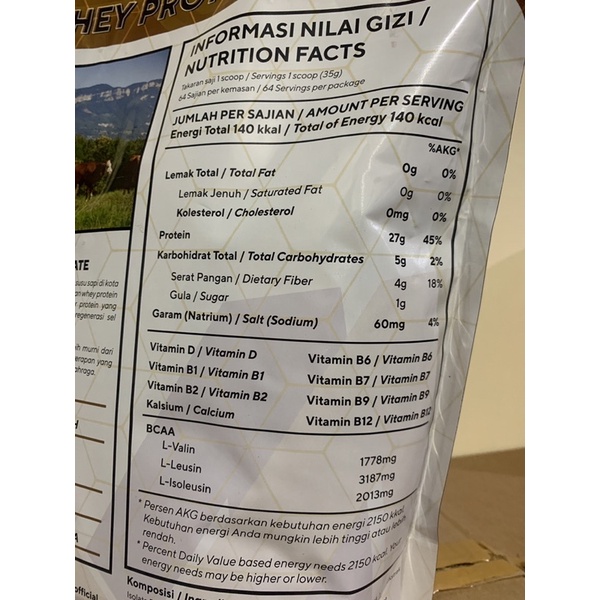 HEY PRO
INFORMASI NILAI GIZI /
NUTRITION FACTS
Takaran saji 1 scoop / Servings 1 scoop (35g)
64 Sajian per kemasan / 64 Servings per package
JUMLAH PER SAJIAN / AMOUNT PER SERVING
Energi Total 140 kkal / Total of Energy 140 kcal
%AKG*
Lemak Total / Total Fat 0g 0%
Lemak Jenuh / Saturated Fat 0g 0%
Kolesterol / Cholesterol 0mg 0%
Protein 27g 45%
Karbohidrat Total / Total Carbohydrates 5g 2%
Serat Pangan / Dietary Fiber 4g 18%
Gula / Sugar 1g
Garam (Natrium) / Salt (Sodium) 60mg 4%
Vitamin D / Vitamin D Vitamin B6 / Vitamin B6
Vitamin B1 / Vitamin B1 Vitamin B7 / Vitamin B7
Vitamin B2 / Vitamin B2 Vitamin B9 / Vitamin B9
Kalsium / Calcium Vitamin B12 / Vitamin B12
BCAA
L-Valin 1778mg
L-Leusin 3187mg
L-Isoleusin 2013mg
* Persen AKG berdasarkan kebutuhan energi 2150 kkal.
Kebutuhan energi Anda mungkin lebih tinggi atau lebih
rendah.
* Percent Daily Value based energy needs 2150 kcal. Your
energy needs may be higher or lower.
Komposisi /
susu sapi di kota
whey protein
protein yang
regenerasi sel
murni dari
yang
official